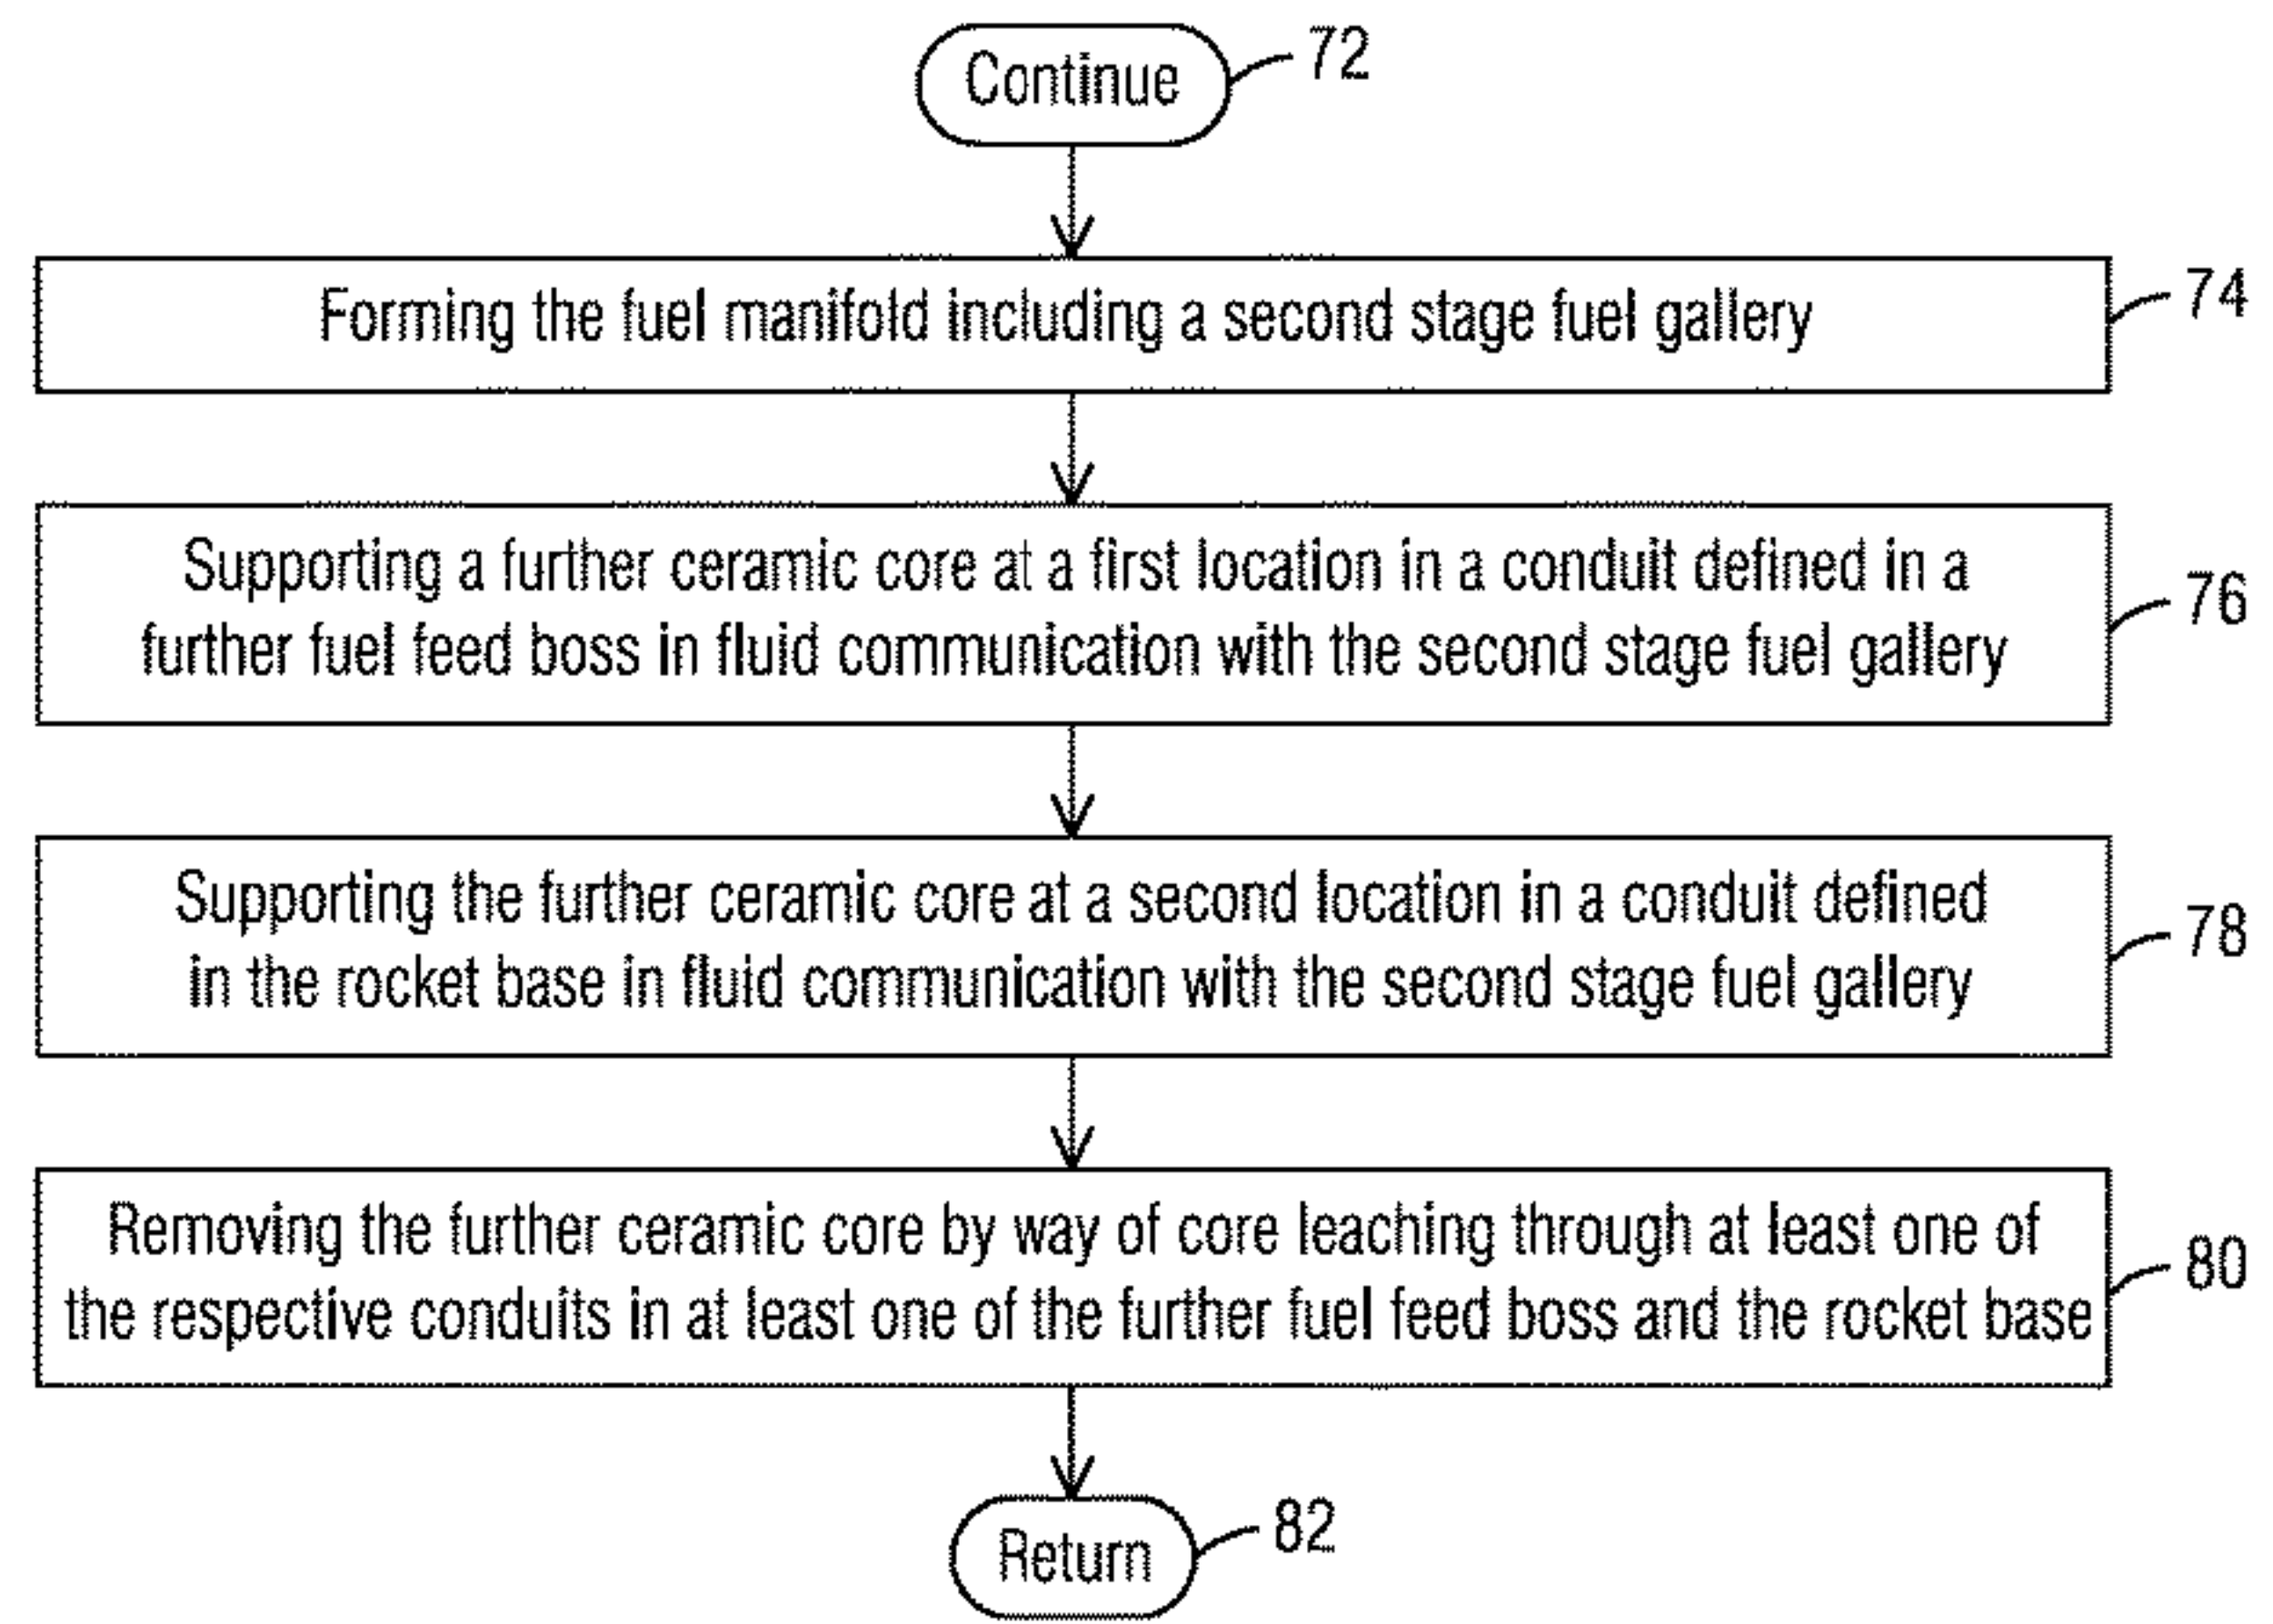 Continue
72
Forming the fuel manifold including a second stage fuel gallery
74
Supporting a further ceramic core at a first location in a conduit defined in a
further fuel feed boss in fluid communication with the second stage fuel gallery
76
Supporting the further ceramic core at a second location in a conduit defined
in the rocket base in fluid communication with the second stage fuel gallery
78
Removing the further ceramic core by way of core leaching through at least one of
the respective conduits in at least one of the further fuel feed boss and the rocket base
80
Return
82